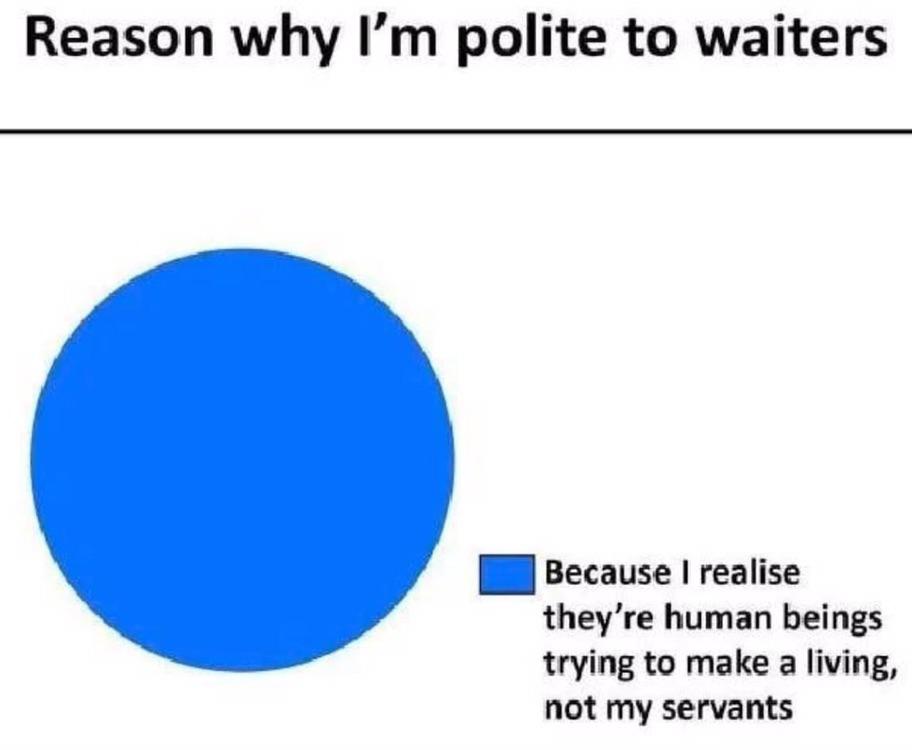 Reason why I'm polite to waiters
Because I realise
they're human beings
trying to make a living,
not my servants